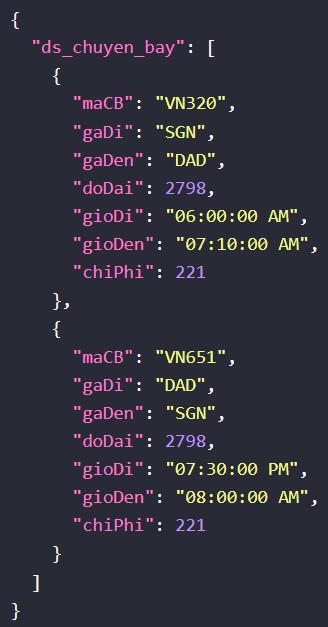 {
  "ds_chuyen_bay": [
    {
      "maCB": "VN320",
      "gaDi": "SGN",
      "gaDen": "DAD",
      "doDai": 2798,
      "gioDi": "06:00:00 AM",
      "gioDen": "07:10:00 AM",
      "chiPhi": 221
    },
    {
      "maCB": "VN651",
      "gaDi": "DAD",
      "gaDen": "SGN",
      "doDai": 2798,
      "gioDi": "07:30:00 PM",
      "gioDen": "08:00:00 AM",
      "chiPhi": 221
    }
  ]
}